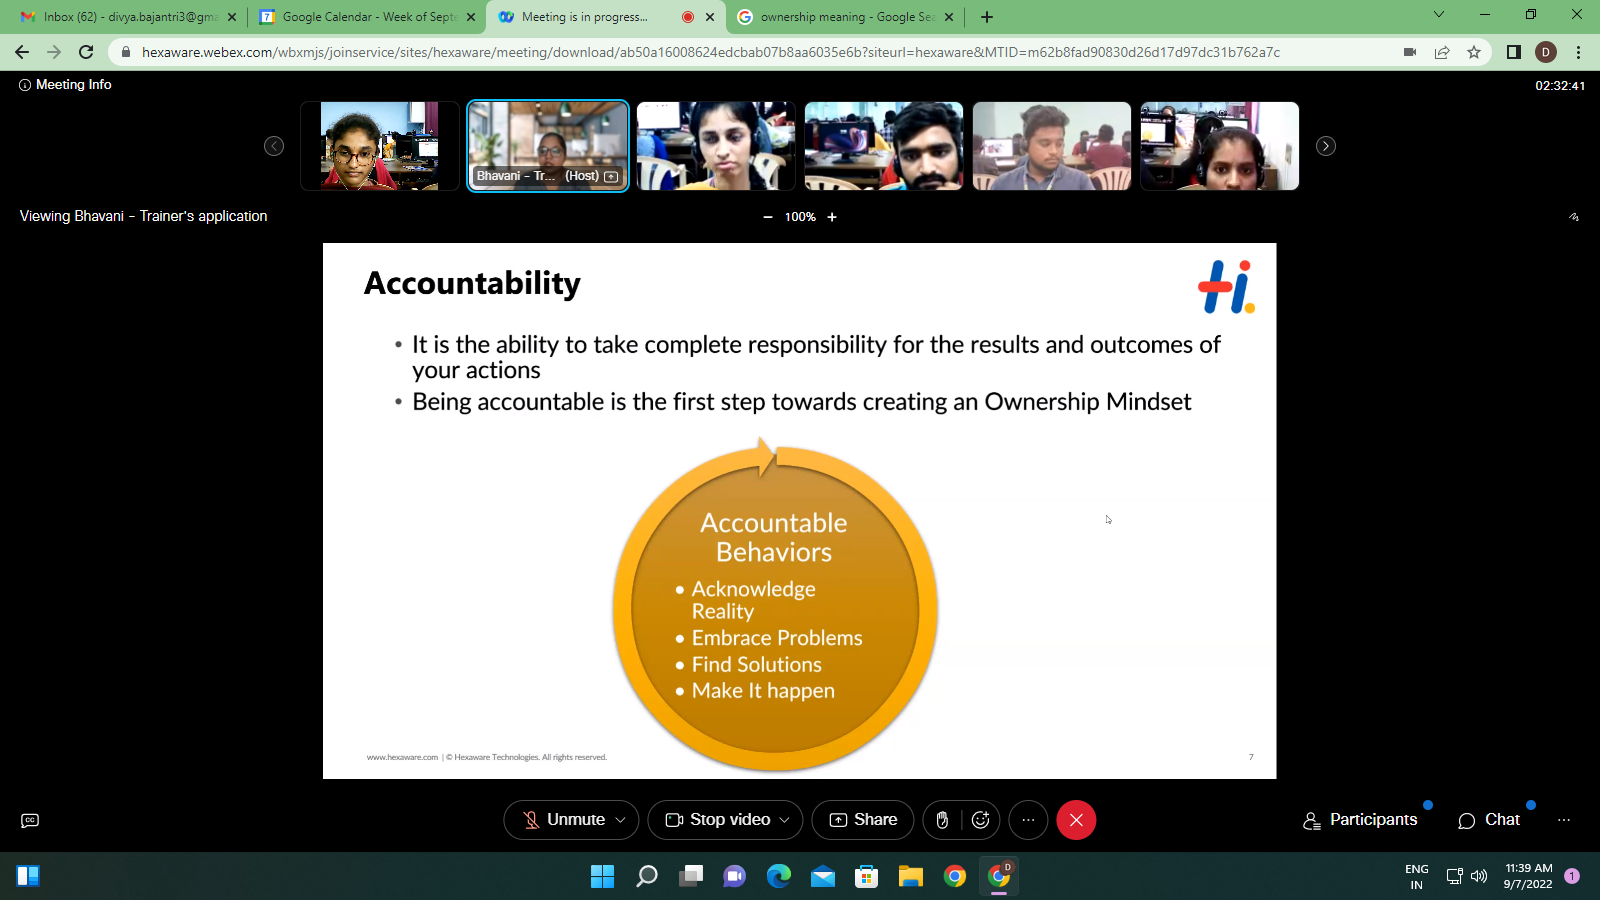 Inbox (62) - divya.bajantri3@gma
Google Calendar - Week of Septe
Meeting is in progress...
ownership meaning - Google Sea
hexaware.webex.com/wbxmjs/joinservice/sites/hexaware/meeting/download/ab50a16008624edcbab07b8aa6035e6b?siteurl=hexaware&MTID=m62b8fad90830d26d17d97dc31b762a7c
D
Meeting Info
02:32:41
Bhavani - Tr... (Host)
Viewing Bhavani - Trainer's application
100%
Accountability
Hi.
• It is the ability to take complete responsibility for the results and outcomes of
your actions
• Being accountable is the first step towards creating an Ownership Mindset
Accountable
Behaviors
• Acknowledge
Reality
• Embrace Problems
• Find Solutions
• Make It happen
www.hexaware.com | © Hexaware Technologies. All rights reserved.
7
CC
Unmute
Stop video
Share
Participants
Chat
D
ENG
IN
11:39 AM
9/7/2022
1